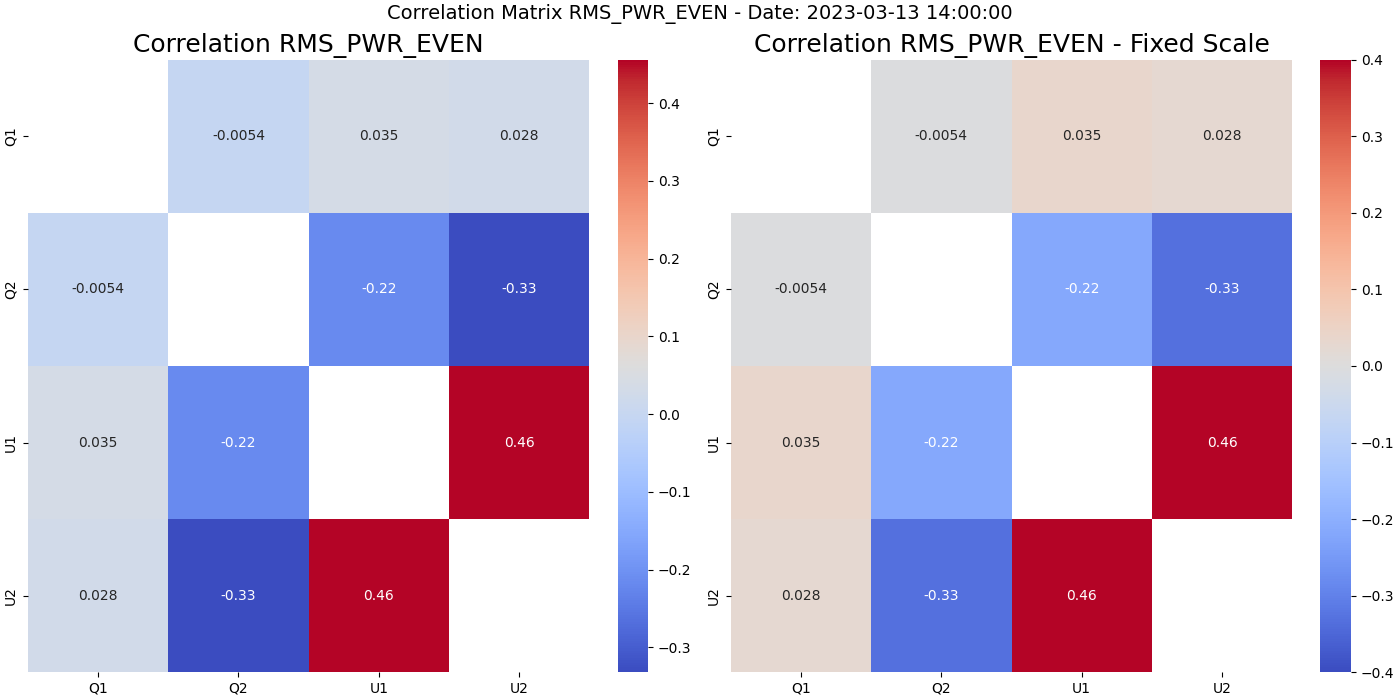 Correlation Matrix RMS_PWR_EVEN - Date: 2023-03-13 14:00:00
Correlation RMS_PWR_EVEN
Q1
-0.0054 0.035 0.028
Q2
-0.0054 -0.22 -0.33
U1
0.035 -0.22 0.46
U2
0.028 -0.33 0.46
Q1 Q2 U1 U2
0.4
0.3
0.2
0.1
0.0
−0.1
−0.2
−0.3
Correlation RMS_PWR_EVEN - Fixed Scale
Q1
-0.0054 0.035 0.028
Q2
-0.0054 -0.22 -0.33
U1
0.035 -0.22 0.46
U2
0.028 -0.33 0.46
Q1 Q2 U1 U2
0.4
0.3
0.2
0.1
0.0
−0.1
−0.2
−0.3
−0.4